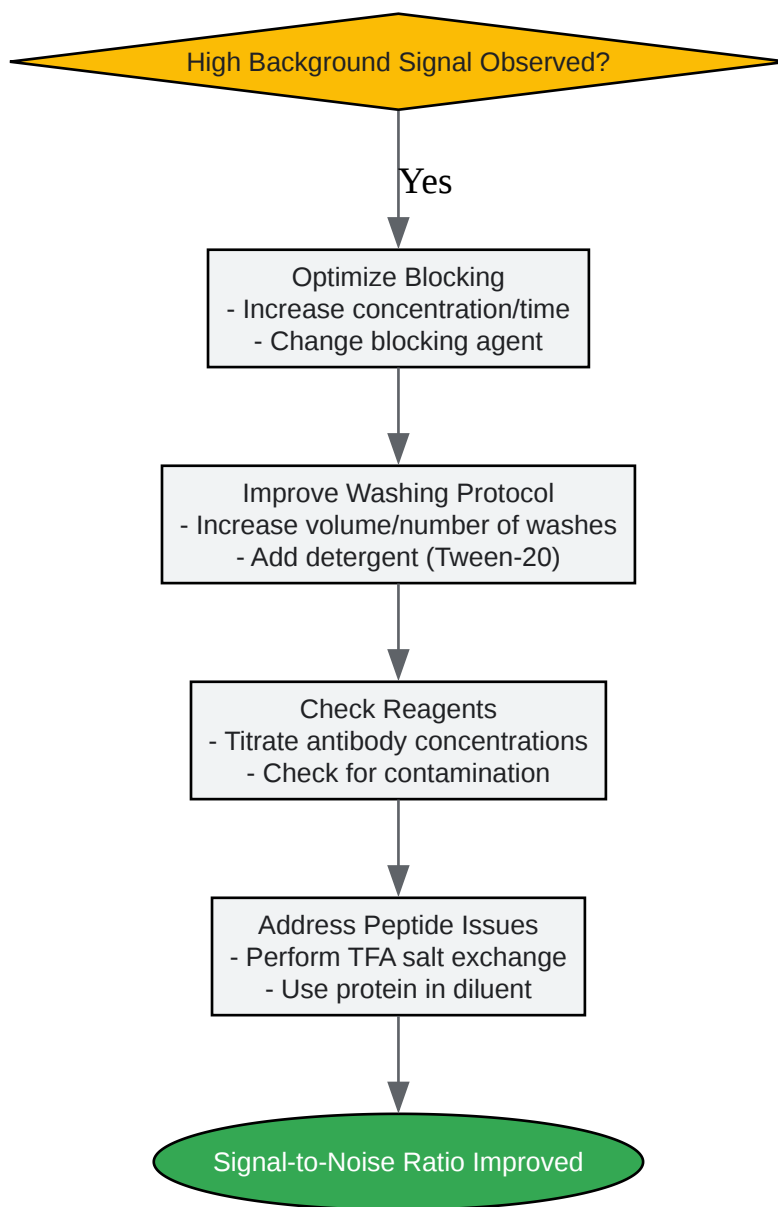 High Background Signal Observed?
Yes
Optimize Blocking
- Increase concentration/time
- Change blocking agent
Improve Washing Protocol
- Increase volume/number of washes
- Add detergent (Tween-20)
Check Reagents
- Titrate antibody concentrations
- Check for contamination
Address Peptide Issues
- Perform TFA salt exchange
- Use protein in diluent
Signal-to-Noise Ratio Improved